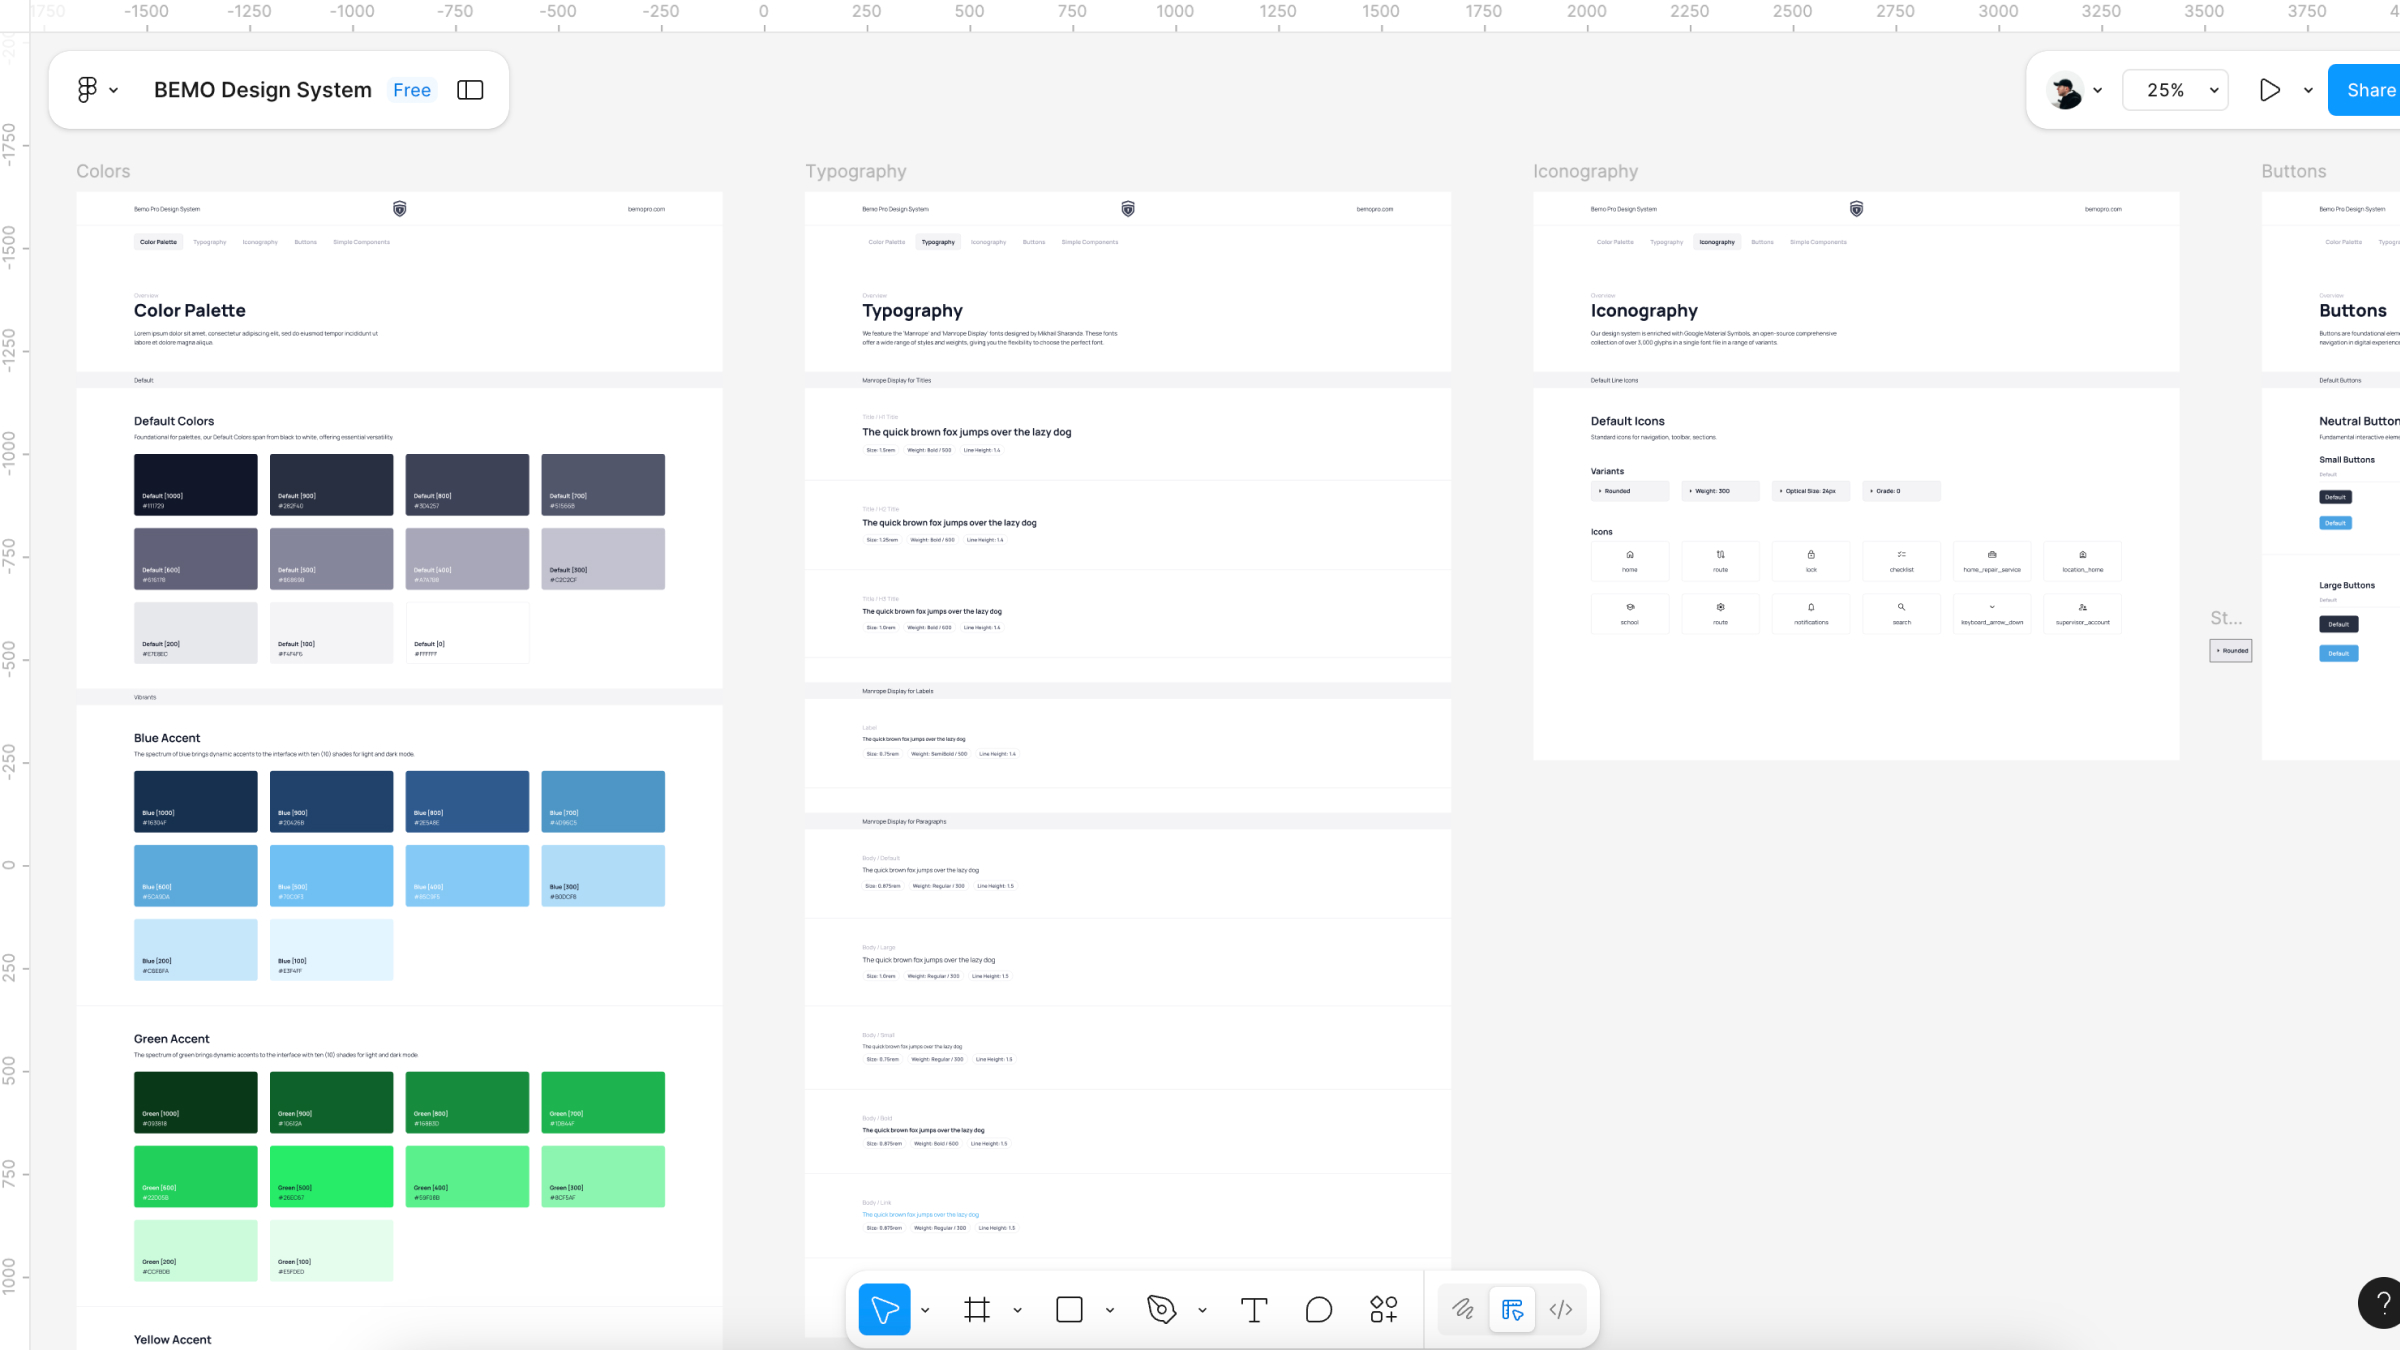 1750 -1500 -1250 -1000 -750 -500 -250 0 250 500 750 1000 1250 1500 1750 2000 2250 2500 2750 3000 3250 3500 3750
BEMO Design System Free
25%
Share
Colors
Bemo Pro Design System
bemopro.com
Color Palette Typography Iconography Buttons Simple Components
Overview
Color Palette
Lorem ipsum dolor sit amet, consectetur adipiscing elit, sed do eiusmod tempor incididunt ut
labore et dolore magna aliqua.
Default
Default Colors
Foundational for palettes, our Default Colors span from black to white, offering essential versatility.
Default [1000]
#111729
Default [900]
#282F40
Default [800]
#3D4257
Default [700]
#51566B
Default [600]
Default [500]
Default [400]
Default [300]
#C2C2CF
Default [200]
#E7E8EC
Default [100]
#F4F4F6
Default [0]
#FFFFFF
Vibrants
Blue Accent
The spectrum of blue brings dynamic accents to the interface with ten (10) shades for light and dark mode.
Blue [1000]
#16304F
Blue [900]
#20426B
Blue [800]
#2E5A8E
Blue [700]
#4D96C5
Blue [600]
Blue [500]
Blue [400]
Blue [300]
#B0DCF8
Blue [200]
Blue [100]
#E3F4FF
Green Accent
The spectrum of green brings dynamic accents to the interface with ten (10) shades for light and dark mode.
Green [1000]
#093818
Green [900]
#10612A
Green [800]
#168B3D
Green [700]
Green [600]
Green [500]
Green [400]
#59F08B
Green [300]
#8CF5AF
Green [200]
Green [100]
Yellow Accent
Typography
Bemo Pro Design System
bemopro.com
Color Palette Typography Iconography Buttons Simple Components
Overview
Typography
We feature the 'Manrope' and 'Manrope Display' fonts designed by Mikhail Sharanda. These fonts
offer a wide range of styles and weights, giving you the flexibility to choose the perfect font.
Manrope Display for Titles
Title / H1 Title
The quick brown fox jumps over the lazy dog
Size: 1.5rem Weight: Bold / 500 Line Height: 1.4
Title / H2 Title
The quick brown fox jumps over the lazy dog
Size: 1.25rem Weight: Bold / 600 Line Height: 1.4
Title / H3 Title
The quick brown fox jumps over the lazy dog
Size: 1.0rem Weight: Bold / 600 Line Height: 1.4
Manrope Display for Labels
Label
The quick brown fox jumps over the lazy dog
Size: 0.75rem Weight: SemiBold / 500 Line Height: 1.4
Manrope Display for Paragraphs
Body / Default
The quick brown fox jumps over the lazy dog
Size: 0.875rem Weight: Regular / 300 Line Height: 1.5
Body / Large
The quick brown fox jumps over the lazy dog
Size: 1.0rem Weight: Regular / 300 Line Height: 1.5
Body / Small
The quick brown fox jumps over the lazy dog
Size: 0.75rem Weight: Regular / 300 Line Height: 1.5
Body / Bold
The quick brown fox jumps over the lazy dog
Size: 0.875rem Weight: Bold / 600 Line Height: 1.5
Body / Link
The quick brown fox jumps over the lazy dog
Size: 0.875rem Weight: Regular / 300 Line Height: 1.5
Iconography
Bemo Pro Design System
bemopro.com
Color Palette Typography Iconography Buttons Simple Components
Overview
Iconography
Our design system is enriched with Google Material Symbols, an open-source comprehensive
collection of over 3,000 glyphs in a single font file in a range of variants.
Default Line Icons
Default Icons
Standard icons for navigation, toolbar, sections.
Variants
Rounded Weight: 300 Optical Size: 24px Grade: 0
Icons
home route lock checklist home_repair_service location_home
school route notifications search keyboard_arrow_down supervisor_account
St...
Rounded
Buttons
Bemo Pro Design System
Color Palette Typogra
Overview
Buttons
Buttons are foundational elem
navigation in digital experienc
Default Buttons
Neutral Button
Fundamental interactive elem
Small Buttons
Default
Default
Default
Large Buttons
Default
Default
Default
-1750
-1500
-1250
-1000
-750
-500
-250
0
250
500
750
1000
?